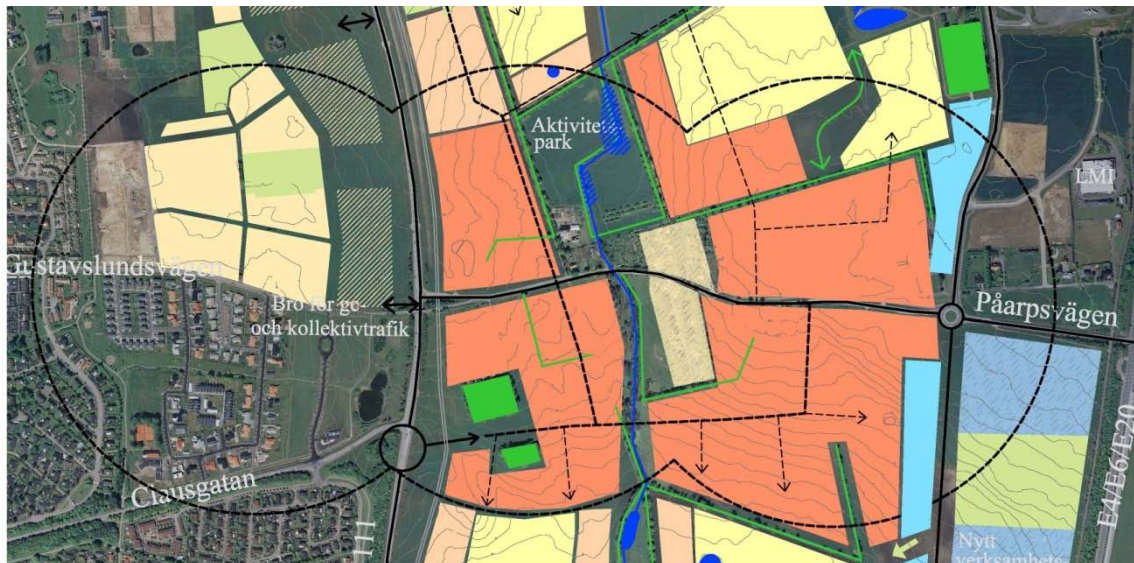 Aktivitets
park
LMI
Gustavslundsvägen
Bro för gc-
och kollektivtrafik
Påarpsvägen
Clausgatan
111
E4/E6/E20
Nytt
verksamhets